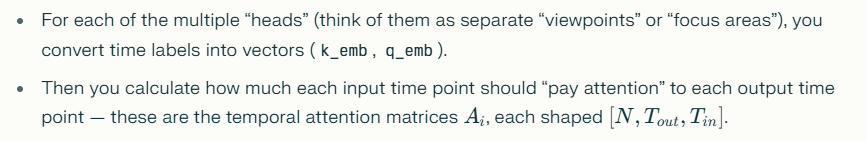 • For each of the multiple “heads” (think of them as separate “viewpoints” or “focus areas”), you
convert time labels into vectors ( k_emb , q_emb ).
• Then you calculate how much each input time point should “pay attention” to each output time
point — these are the temporal attention matrices $A_i$, each shaped $[N, T_{out}, T_{in}]$.